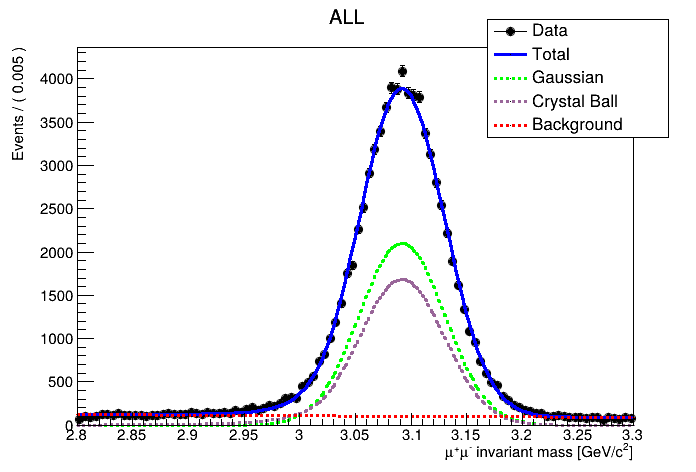 ALL
Data
Total
Gaussian
Crystal Ball
Background
Events / ( 0.005 )
4000
3500
3000
2500
2000
1500
1000
500
0
2.8 2.85 2.9 2.95 3 3.05 3.1 3.15 3.2 3.25 3.3
μ⁺μ⁻ invariant mass [GeV/c²]